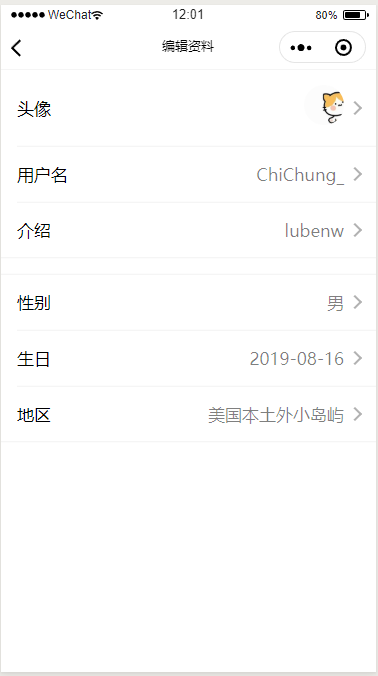 WeChat 12:01 80%
编辑资料
头像
用户名 ChiChung_
介绍 lubenw
性别 男
生日 2019-08-16
地区 美国本土外小岛屿